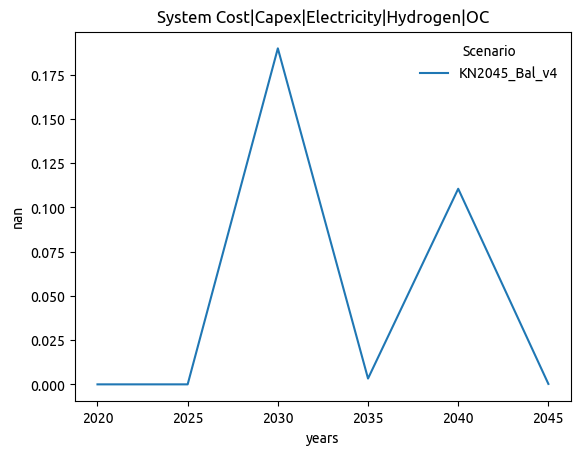 System Cost|Capex|Electricity|Hydrogen|OC
Scenario
KN2045_Bal_v4
0.175
0.150
0.125
0.100
0.075
0.050
0.025
0.000
nan
2020 2025 2030 2035 2040 2045
years